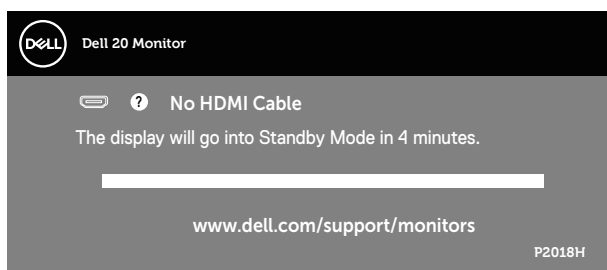 DELL
Dell 20 Monitor
? No HDMI Cable
The display will go into Standby Mode in 4 minutes.
www.dell.com/support/monitors
P2018H